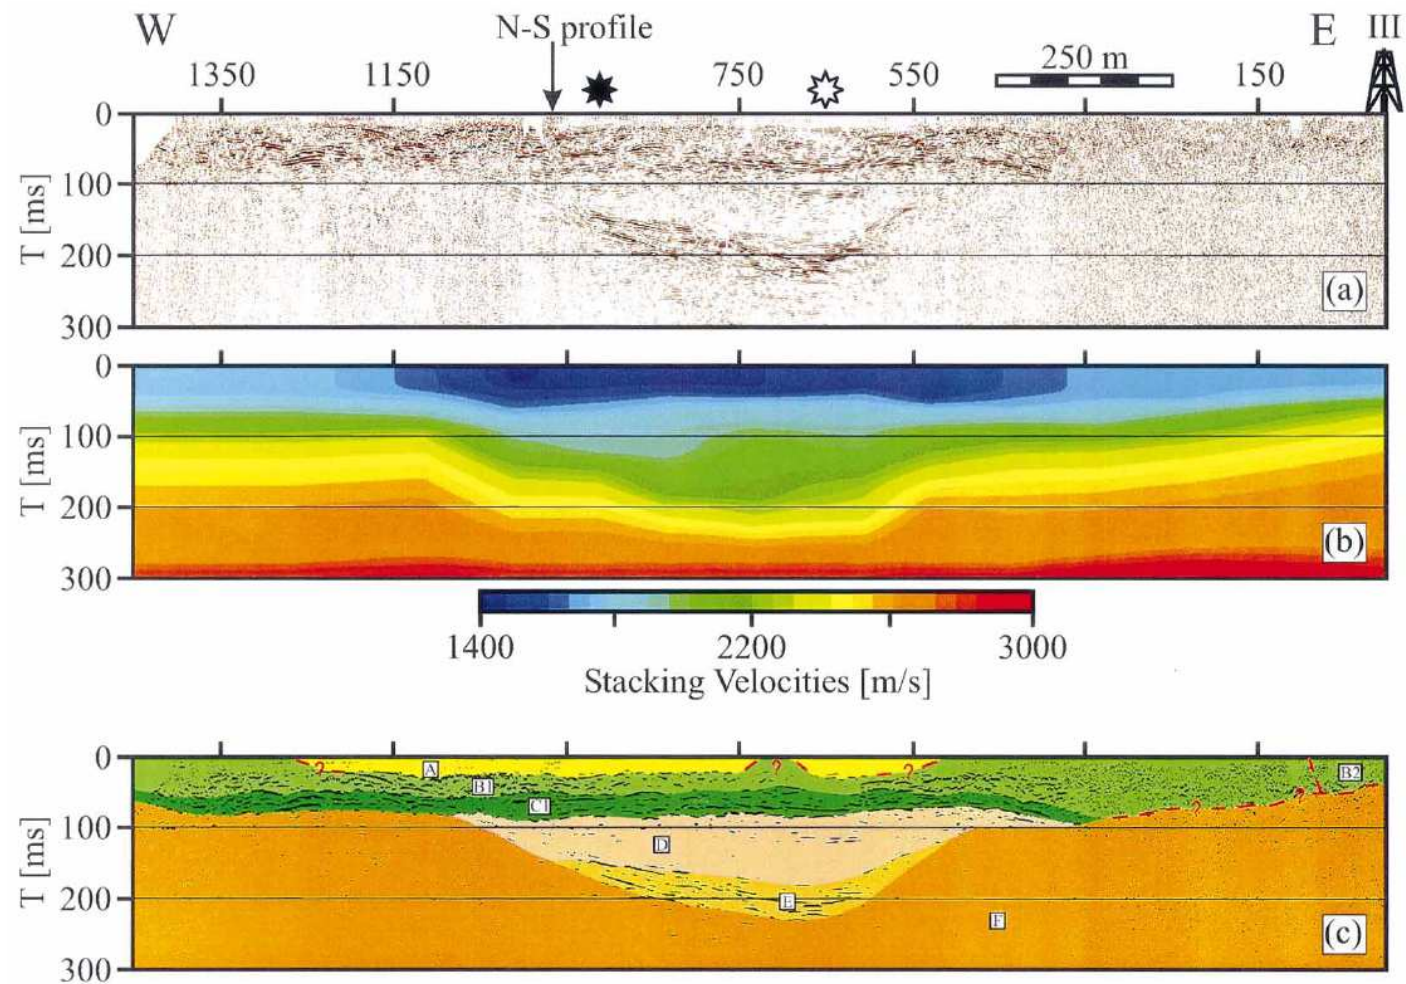 W N-S profile E III
1350 1150 750 550 250 m 150
0
100
200
300
T [ms]
(a)
0
100
200
300
T [ms]
(b)
1400 2200 3000
Stacking Velocities [m/s]
0
100
200
300
T [ms]
? A B1 C1 ? ? ? ? B2
D
E
F
(c)